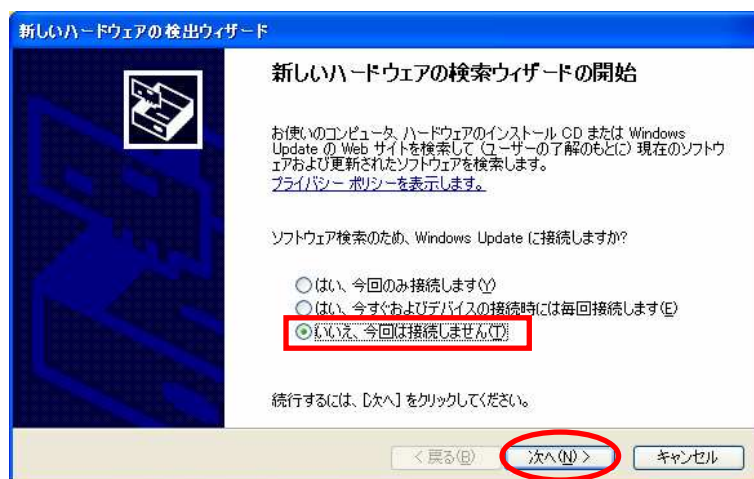 新しいハードウェアの検出ウィザード
新しいハードウェアの検索ウィザードの開始
お使いのコンピュータ、ハードウェアのインストール CD または Windows
Update の Web サイトを検索して （ユーザーの了解のもとに） 現在のソフトウ
ェアおよび更新されたソフトウェアを検索します。
プライバシー ポリシーを表示します。
ソフトウェア検索のため、Windows Update に接続しますか?
はい、今回のみ接続します(Y)
はい、今すぐおよびデバイスの接続時には毎回接続します(E)
いいえ、今回は接続しません(T)
続行するには、[次へ] をクリックしてください。
< 戻る(B) 次へ(N) > キャンセル